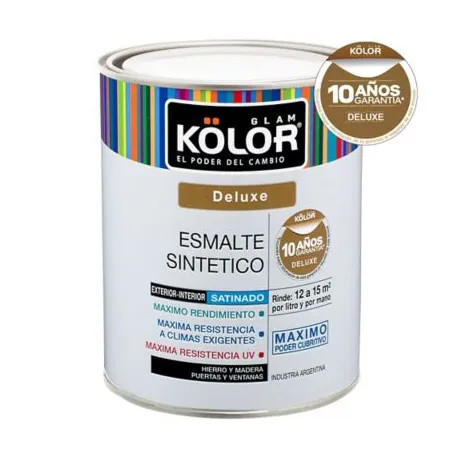 GLAM
KÖLOR
EL PODER DEL CAMBIO
Deluxe
ESMALTE
SINTETICO
EXTERIOR-INTERIOR SATINADO
MAXIMO RENDIMIENTO
MAXIMA RESISTENCIA
A CLIMAS EXIGENTES
MAXIMA RESISTENCIA UV
HIERRO Y MADERA
PUERTAS Y VENTANAS
KÖLOR
10 AÑOS
GARANTIA*
DELUXE
Rinde: 12 a 15 m²
por litro y por mano
MAXIMO
PODER CUBRITIVO
INDUSTRIA ARGENTINA
KÖLOR
10 AÑOS
GARANTIA*
DELUXE